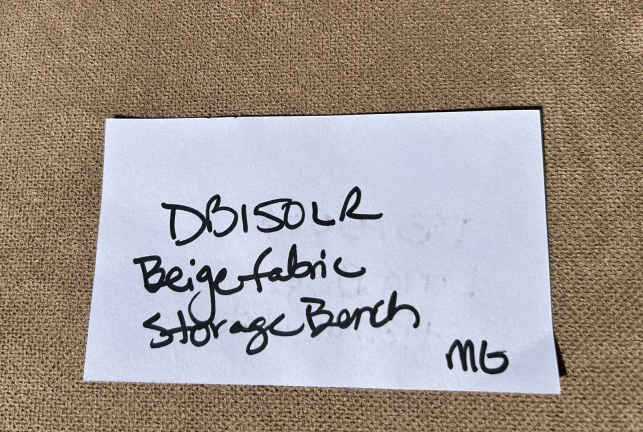 DB150LR
Beige fabric
Storage Bench
MG